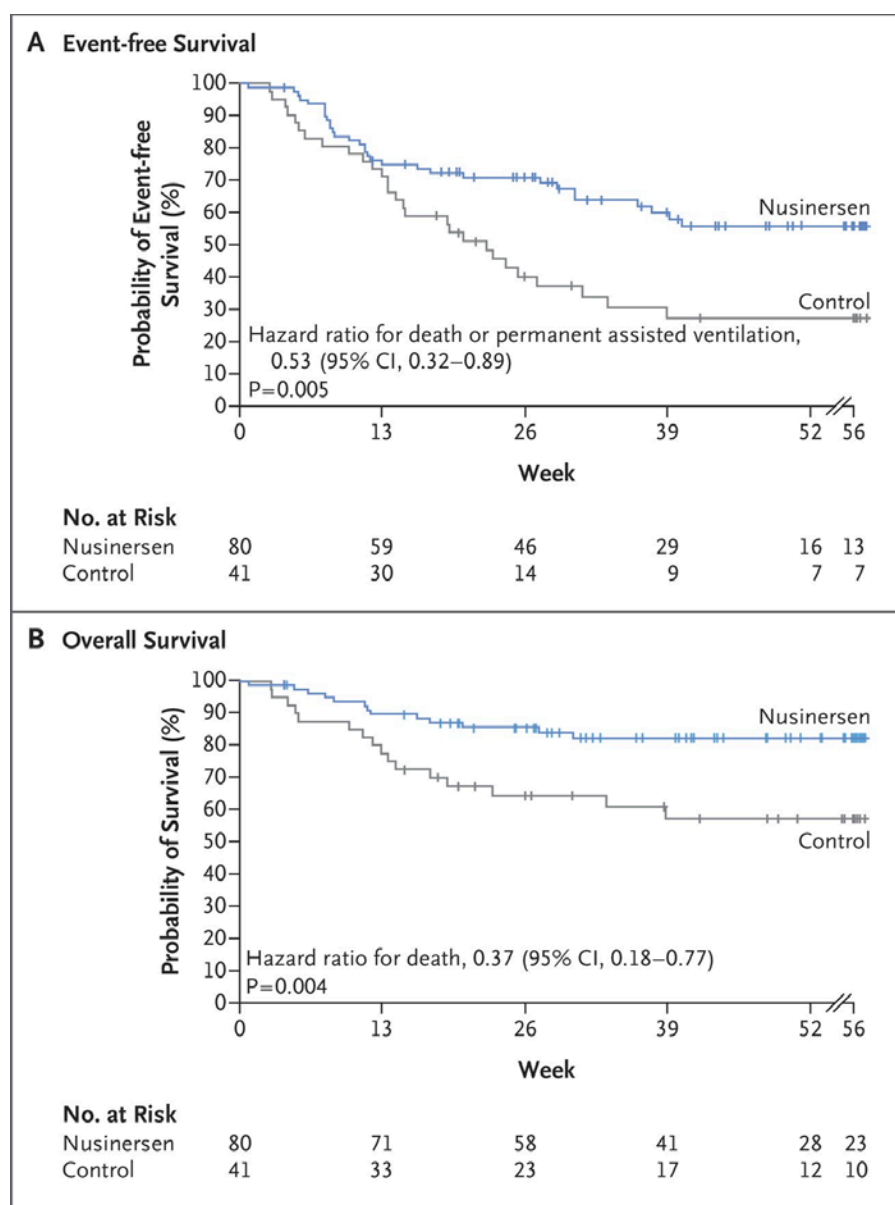 A Event-free Survival
Probability of Event-free
Survival (%)
100
90
80
70
60
50
40
30
20
10
0
Nusinersen
Control
Hazard ratio for death or permanent assisted ventilation,
0.53 (95% CI, 0.32–0.89)
P=0.005
0 13 26 39 52 56
Week
No. at Risk
Nusinersen 80 59 46 29 16 13
Control 41 30 14 9 7 7
B Overall Survival
Probability of Survival (%)
100
90
80
70
60
50
40
30
20
10
0
Nusinersen
Control
Hazard ratio for death, 0.37 (95% CI, 0.18–0.77)
P=0.004
0 13 26 39 52 56
Week
No. at Risk
Nusinersen 80 71 58 41 28 23
Control 41 33 23 17 12 10